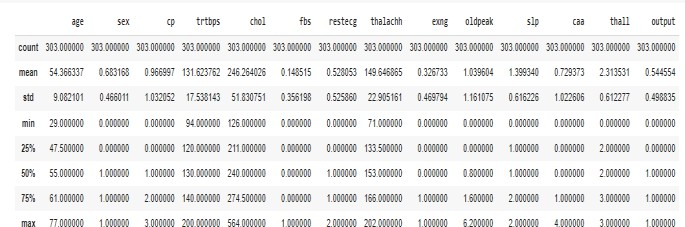 age sex cp trtbps chol fbs restecg thalachh exng oldpeak slp caa thall output
count 303.000000 303.000000 303.000000 303.000000 303.000000 303.000000 303.000000 303.000000 303.000000 303.000000 303.000000 303.000000 303.000000 303.000000
mean 54.366337 0.683168 0.966997 131.623762 246.264026 0.148515 0.528053 149.646865 0.326733 1.039604 1.399340 0.729373 2.313531 0.544554
std 9.082101 0.466011 1.032052 17.538143 51.830751 0.356198 0.525860 22.905161 0.469794 1.161075 0.616226 1.022606 0.612277 0.498835
min 29.000000 0.000000 0.000000 94.000000 126.000000 0.000000 0.000000 71.000000 0.000000 0.000000 0.000000 0.000000 0.000000 0.000000
25% 47.500000 0.000000 0.000000 120.000000 211.000000 0.000000 0.000000 133.500000 0.000000 0.000000 1.000000 0.000000 2.000000 0.000000
50% 55.000000 1.000000 1.000000 130.000000 240.000000 0.000000 1.000000 153.000000 0.000000 0.800000 1.000000 0.000000 2.000000 1.000000
75% 61.000000 1.000000 2.000000 140.000000 274.500000 0.000000 1.000000 166.000000 1.000000 1.600000 2.000000 1.000000 3.000000 1.000000
max 77.000000 1.000000 3.000000 200.000000 564.000000 1.000000 2.000000 202.000000 1.000000 6.200000 2.000000 4.000000 3.000000 1.000000